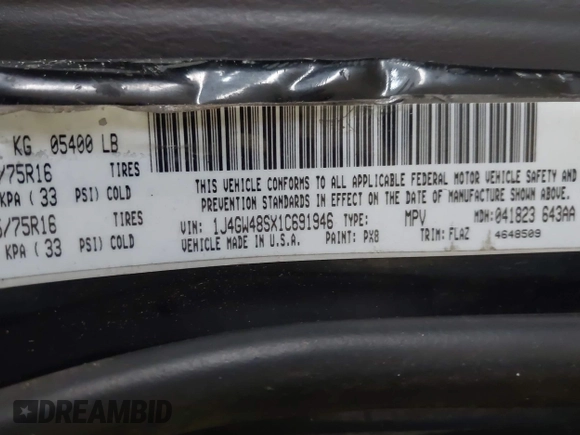 KG 05400 LB
/75R16 TIRES
KPA ( 33 PSI) COLD
/75R16 TIRES
KPA ( 33 PSI) COLD
THIS VEHICLE CONFORMS TO ALL APPLICABLE FEDERAL MOTOR VEHICLE SAFETY AND
PREVENTION STANDARDS IN EFFECT ON THE DATE OF MANUFACTURE SHOWN ABOVE.
VIN: 1J4GW48SX1C691946 TYPE: MPV MDH: 041823 643AA
VEHICLE MADE IN U.S.A. PAINT: PX8 TRIM: FLAZ 4648509
DREAMBID